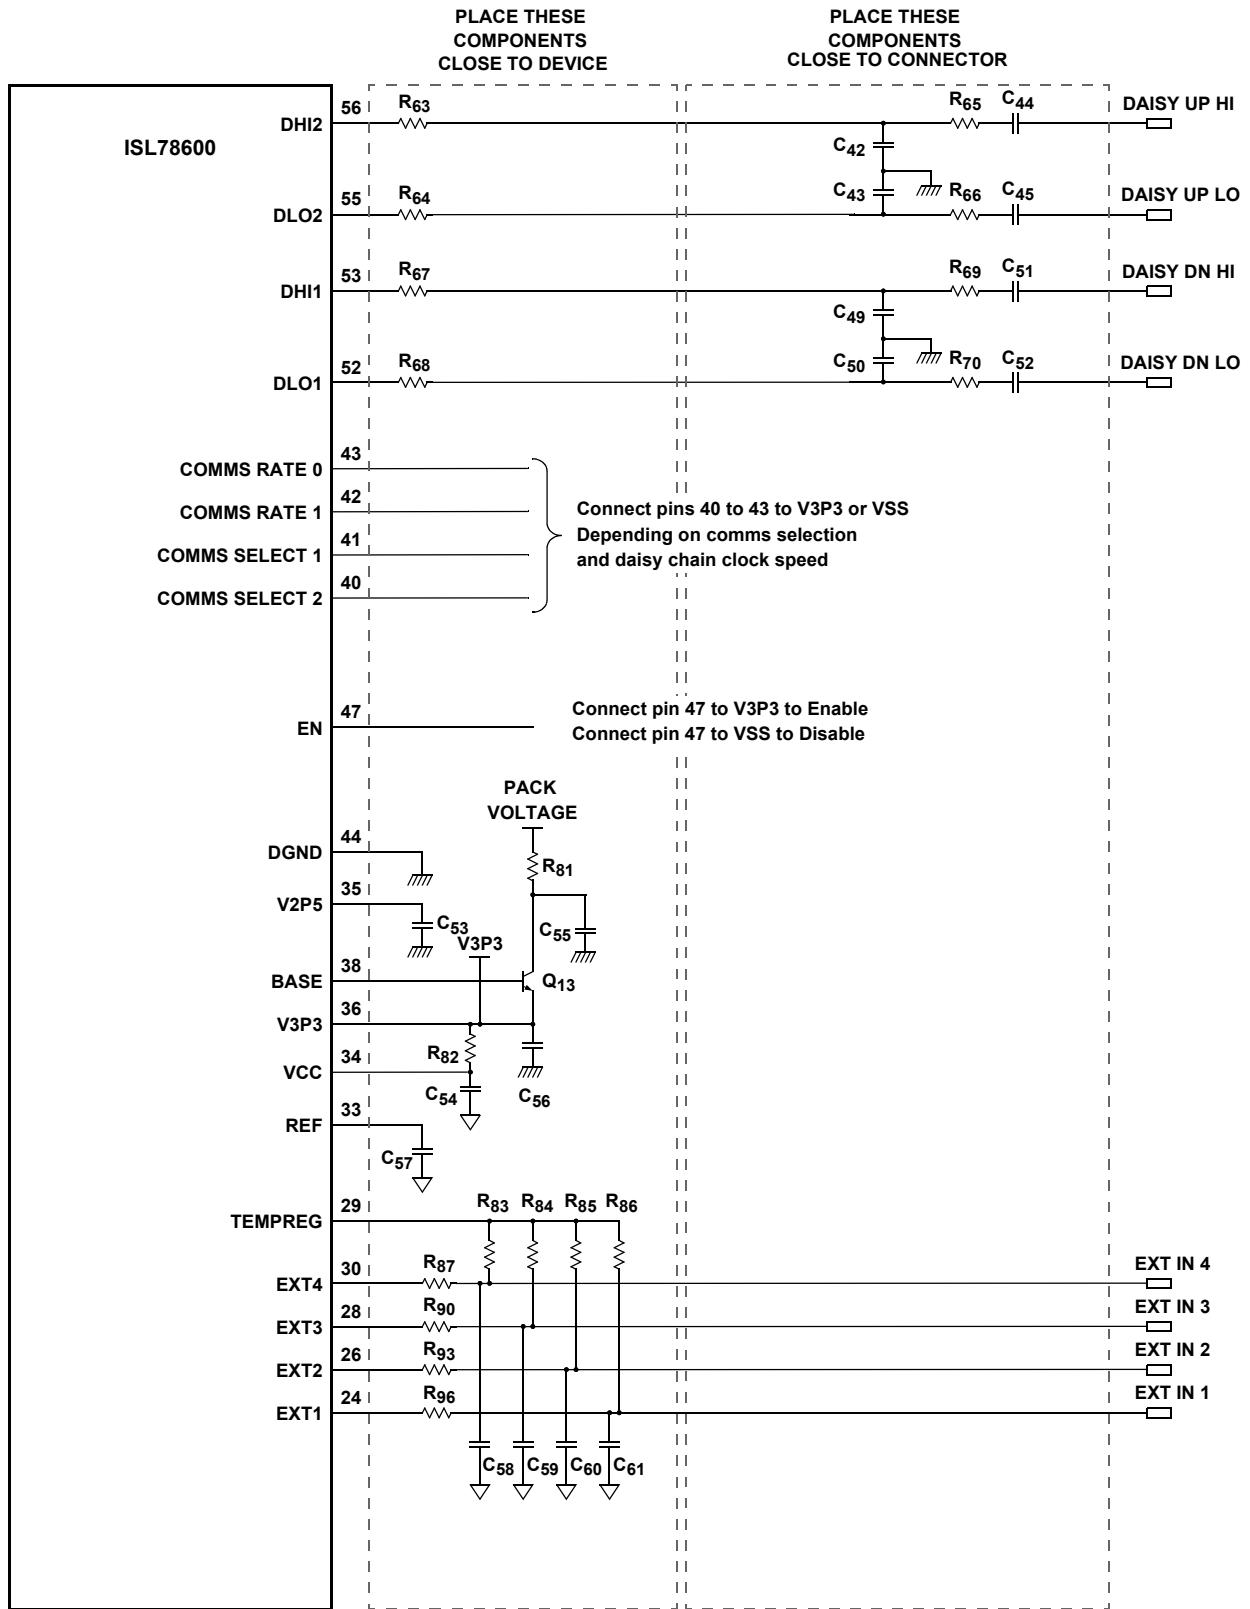 PLACE THESE
COMPONENTS
CLOSE TO DEVICE
PLACE THESE
COMPONENTS
CLOSE TO CONNECTOR
ISL78600
DHI2 56 R63 R65 C44 DAISY UP HI
C42
C43
DLO2 55 R64 R66 C45 DAISY UP LO
DHI1 53 R67 R69 C51 DAISY DN HI
C49
C50
DLO1 52 R68 R70 C52 DAISY DN LO
COMMS RATE 0 43
COMMS RATE 1 42
COMMS SELECT 1 41
COMMS SELECT 2 40
Connect pins 40 to 43 to V3P3 or VSS
Depending on comms selection
and daisy chain clock speed
EN 47
Connect pin 47 to V3P3 to Enable
Connect pin 47 to VSS to Disable
PACK
VOLTAGE
DGND 44
R81
V2P5 35
C53
V3P3
C55
BASE 38
Q13
V3P3 36
R82
VCC 34
C54
C56
REF 33
C57
TEMPREG 29
R83 R84 R85 R86
EXT4 30 R87 EXT IN 4
EXT3 28 R90 EXT IN 3
EXT2 26 R93 EXT IN 2
EXT1 24 R96 EXT IN 1
C58 C59 C60 C61